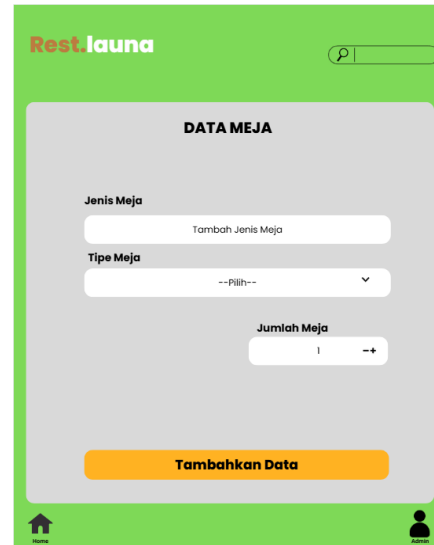 Rest.launa
DATA MEJA
Jenis Meja
Tambah Jenis Meja
Tipe Meja
--Pilih--
Jumlah Meja
1 -+
Tambahkan Data
Home
Admin